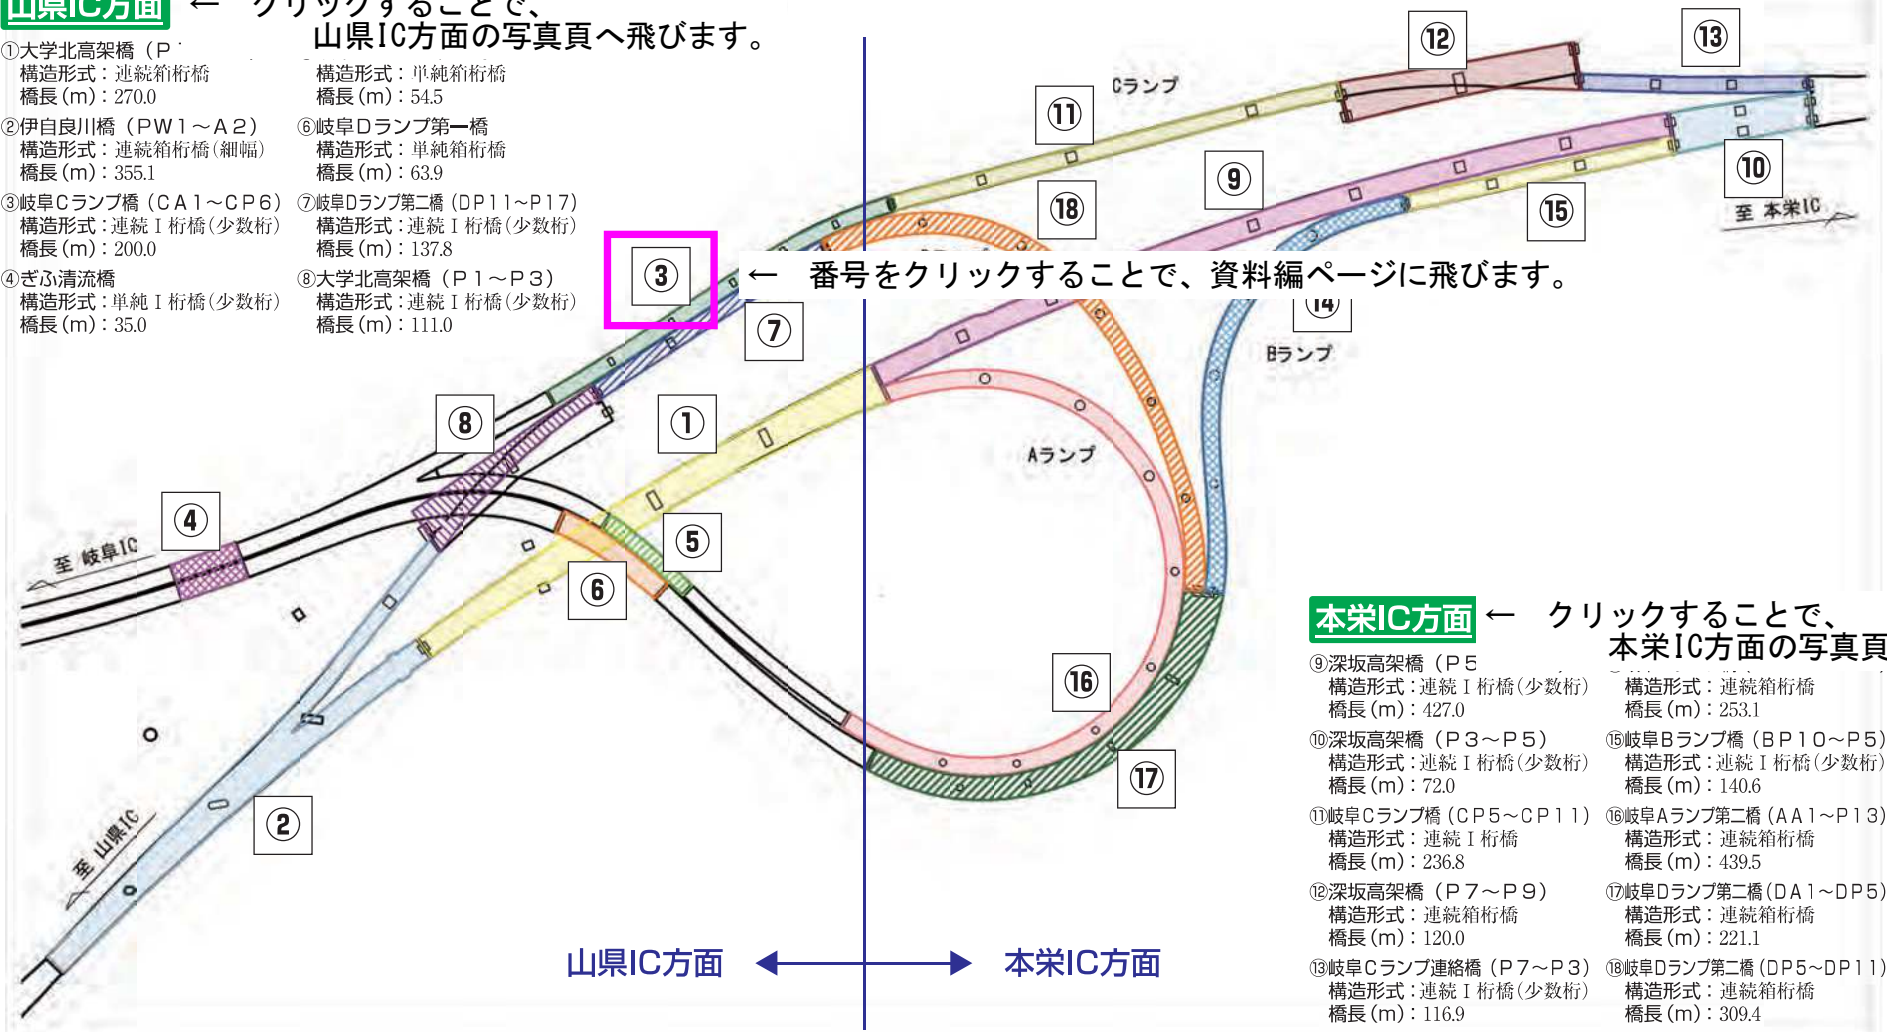 山県IC方面 ← クリックすることで、
山県IC方面の写真頁へ飛びます。
①大学北高架橋（P
構造形式：連続箱桁橋
橋長(m)：270.0
②伊自良川橋（PW1～A2）
構造形式：連続箱桁橋(細幅)
橋長(m)：355.1
③岐阜Cランプ橋（CA1～CP6）
構造形式：連続I桁橋(少数桁)
橋長(m)：200.0
④ぎふ清流橋
構造形式：単純I桁橋(少数桁)
橋長(m)：35.0
構造形式：単純箱桁橋
橋長(m)：54.5
⑥岐阜Dランプ第一橋
構造形式：単純箱桁橋
橋長(m)：63.9
⑦岐阜Dランプ第二橋（DP11～P17）
構造形式：連続I桁橋(少数桁)
橋長(m)：137.8
⑧大学北高架橋（P1～P3）
構造形式：連続I桁橋(少数桁)
橋長(m)：111.0
⑫
⑬
Cランプ
⑪
⑨
⑩
⑱
⑮
至 本栄IC
③
← 番号をクリックすることで、資料編ページに飛びます。
⑭
⑦
Bランプ
⑧
①
Aランプ
④
⑤
至 岐阜IC
⑥
⑯
⑰
②
至 山県IC
山県IC方面
本栄IC方面
本栄IC方面 ← クリックすることで、
本栄IC方面の写真頁
⑨深坂高架橋（P5
構造形式：連続I桁橋(少数桁)
橋長(m)：427.0
⑩深坂高架橋（P3～P5）
構造形式：連続I桁橋(少数桁)
橋長(m)：72.0
⑪岐阜Cランプ橋（CP5～CP11）
構造形式：連続I桁橋
橋長(m)：236.8
⑫深坂高架橋（P7～P9）
構造形式：連続箱桁橋
橋長(m)：120.0
⑬岐阜Cランプ連絡橋（P7～P3）
構造形式：連続I桁橋(少数桁)
橋長(m)：116.9
構造形式：連続箱桁橋
橋長(m)：253.1
⑮岐阜Bランプ橋（BP10～P5）
構造形式：連続I桁橋(少数桁)
橋長(m)：140.6
⑯岐阜Aランプ第二橋（AA1～P13）
構造形式：連続箱桁橋
橋長(m)：439.5
⑰岐阜Dランプ第二橋（DA1～DP5）
構造形式：連続箱桁橋
橋長(m)：221.1
⑱岐阜Dランプ第二橋（DP5～DP11）
構造形式：連続箱桁橋
橋長(m)：309.4